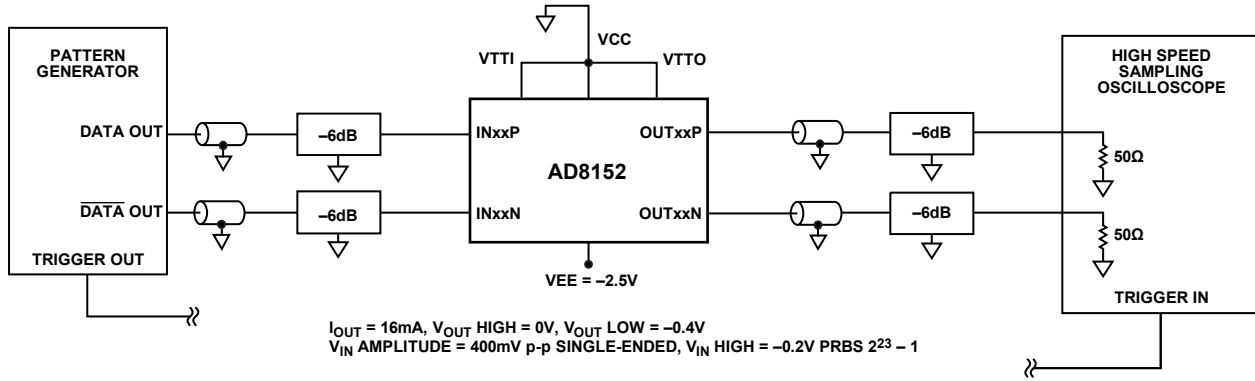 PATTERN
GENERATOR
DATA OUT
DATA OUT
TRIGGER OUT
–6dB
–6dB
VTTI
VCC
VTTO
INxxP
OUTxxP
AD8152
INxxN
OUTxxN
VEE = –2.5V
–6dB
–6dB
HIGH SPEED
SAMPLING
OSCILLOSCOPE
50Ω
50Ω
TRIGGER IN
IOUT = 16mA, VOUT HIGH = 0V, VOUT LOW = –0.4V
VIN AMPLITUDE = 400mV p-p SINGLE-ENDED, VIN HIGH = –0.2V PRBS 2²³ – 1